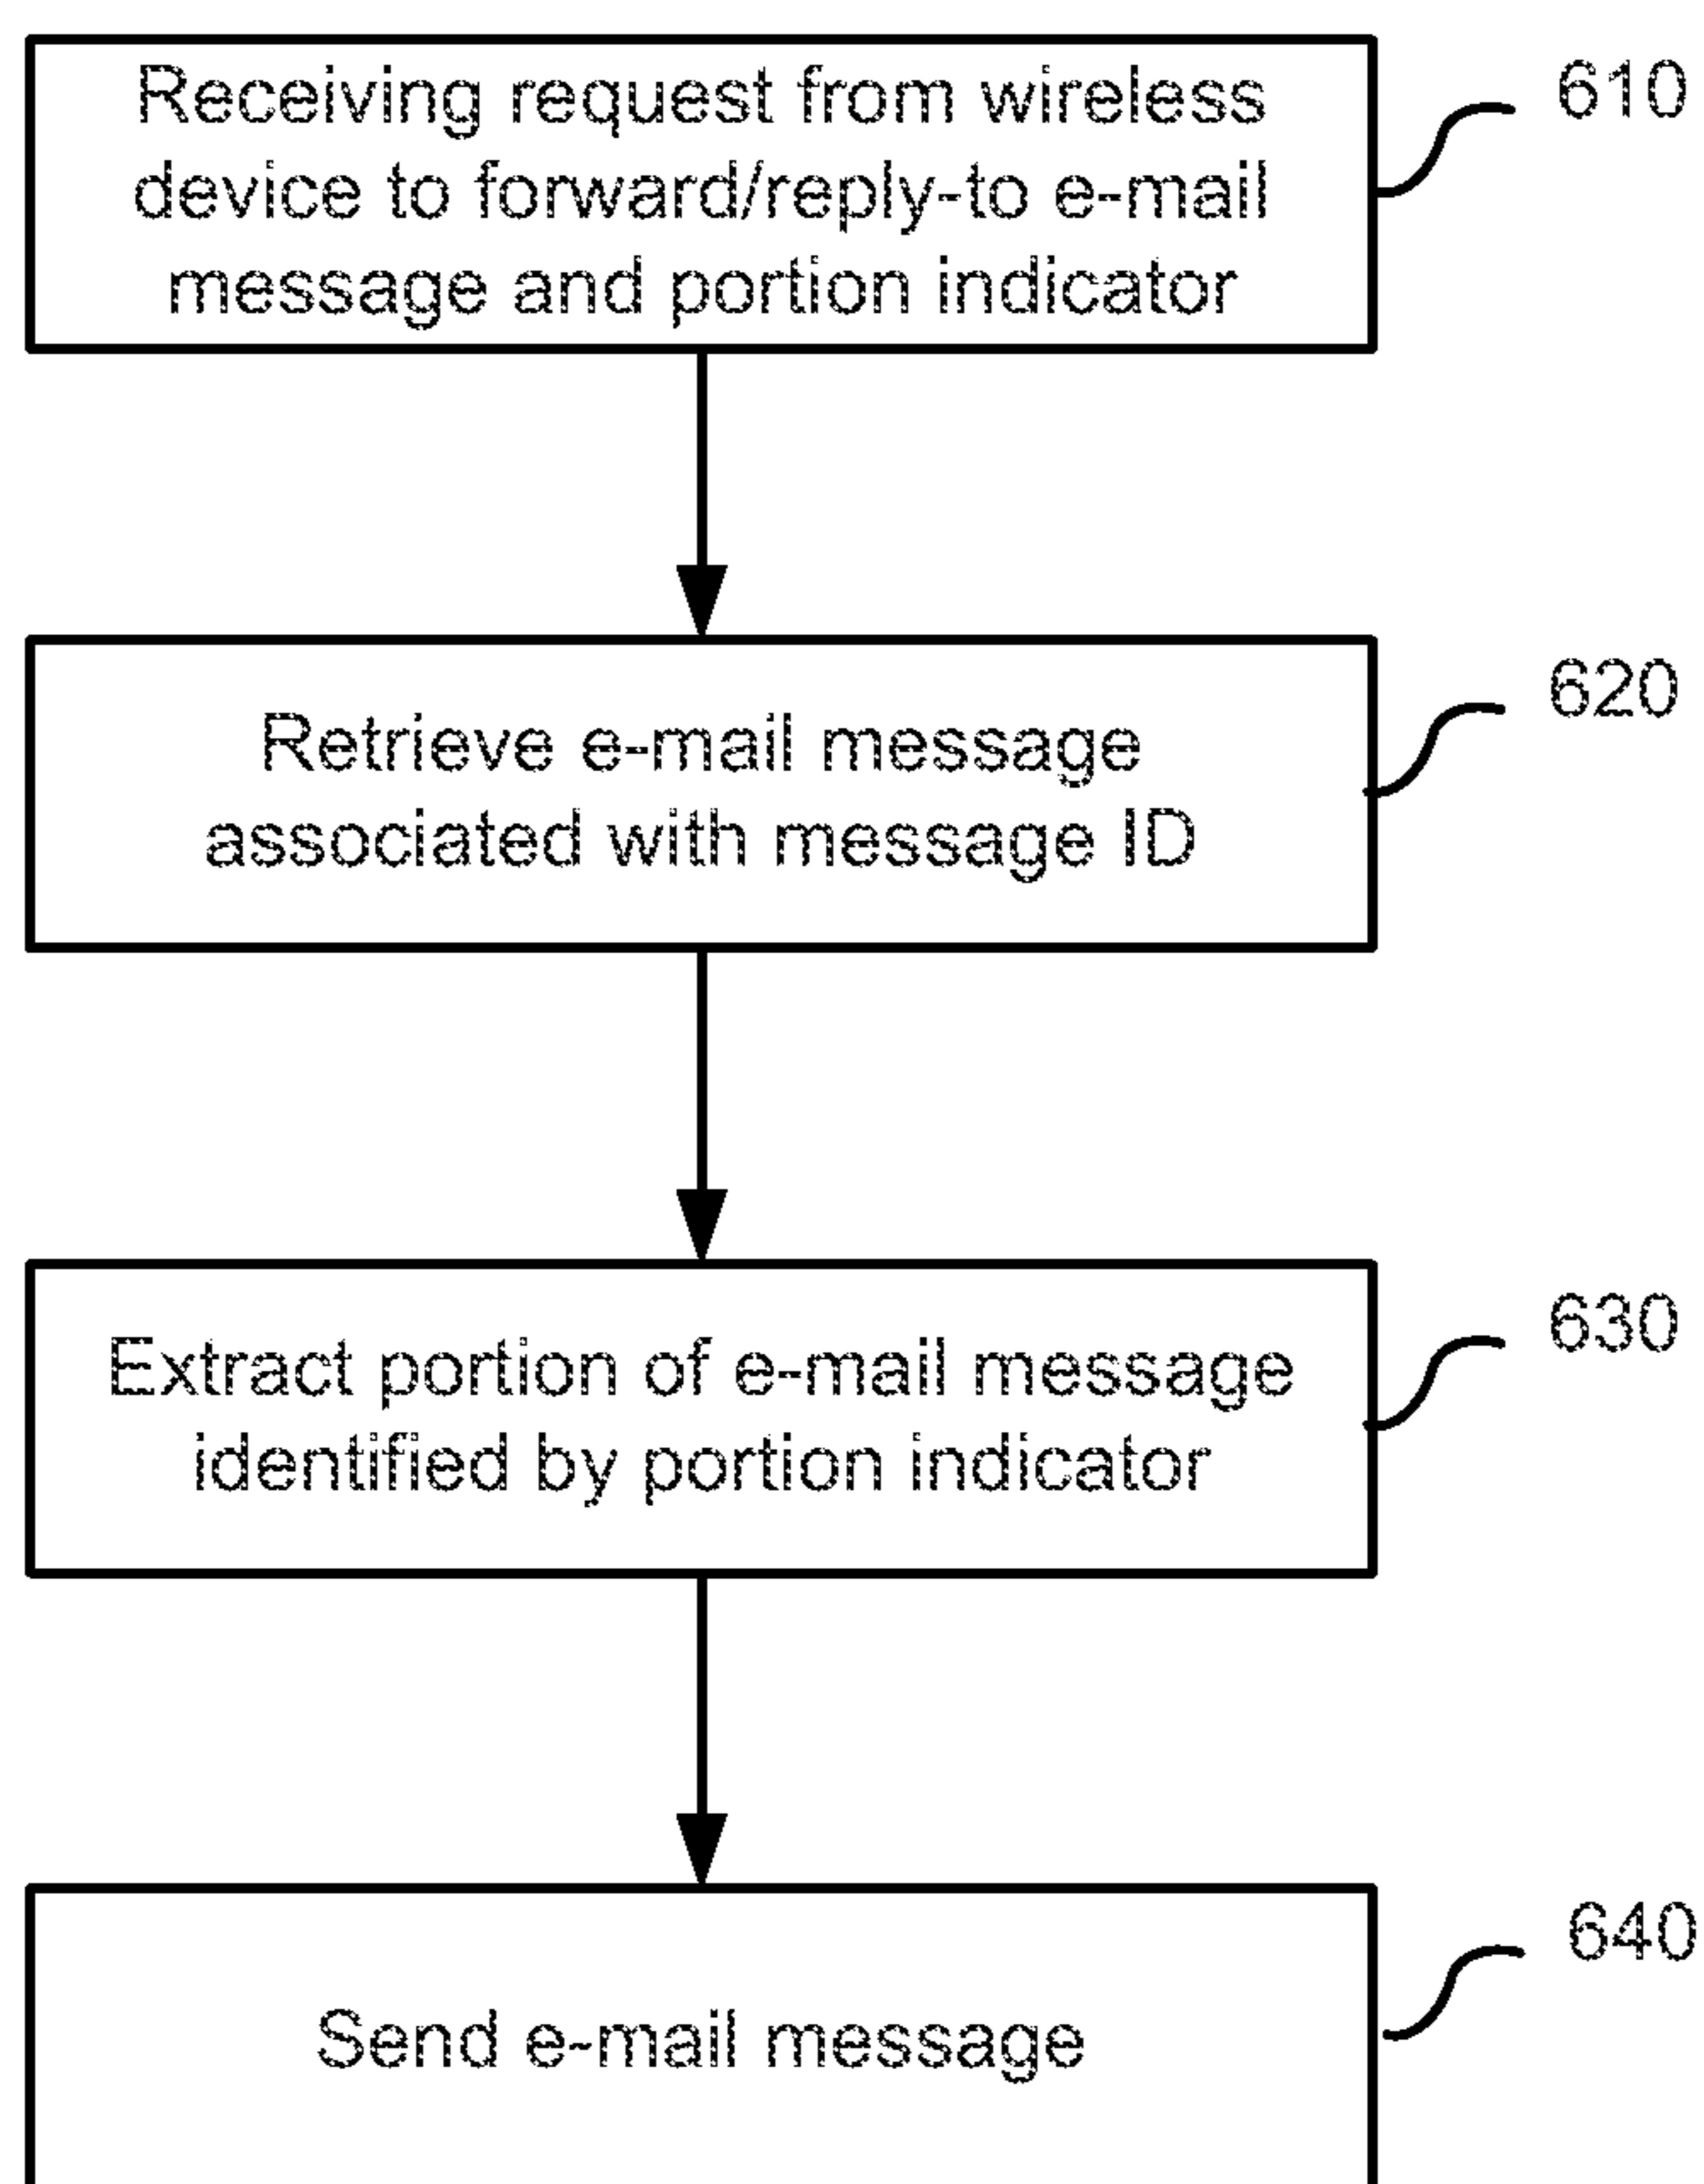 Receiving request from wireless
device to forward/reply-to e-mail
message and portion indicator
610
Retrieve e-mail message
associated with message ID
620
Extract portion of e-mail message
identified by portion indicator
630
Send e-mail message
640